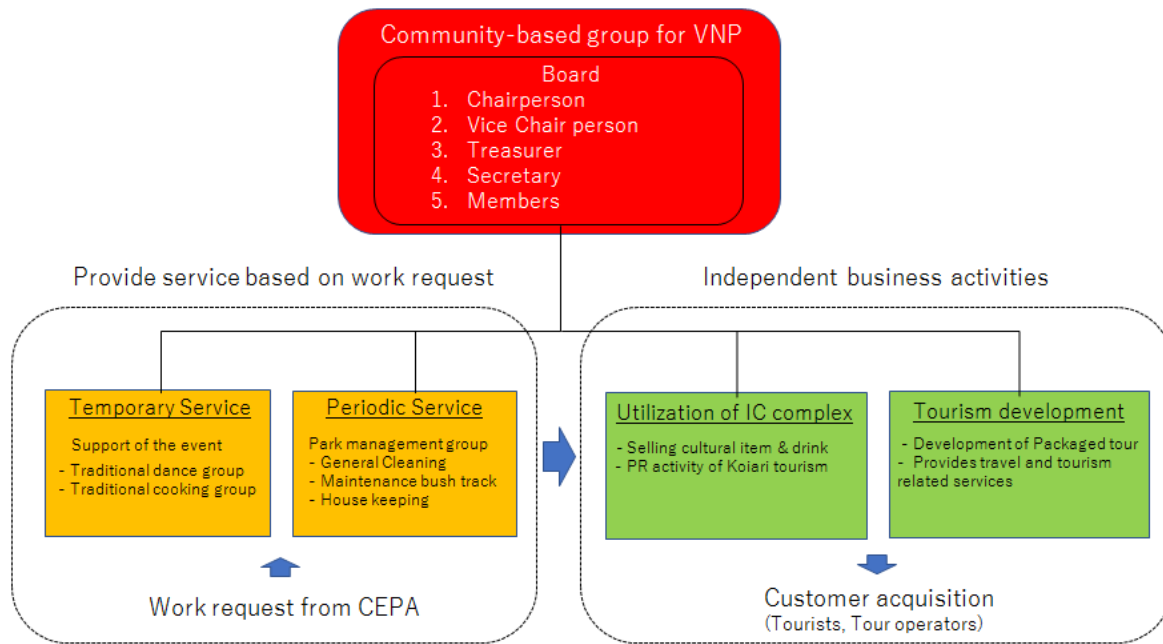 Community-based group for VNP
Board
1. Chairperson
2. Vice Chair person
3. Treasurer
4. Secretary
5. Members
Provide service based on work request
Independent business activities
Temporary Service
Support of the event
- Traditional dance group
- Traditional cooking group
Periodic Service
Park management group
- General Cleaning
- Maintenance bush track
- House keeping
Utilization of IC complex
- Selling cultural item & drink
- PR activity of Koiari tourism
Tourism development
- Development of Packaged tour
- Provides travel and tourism
related services
Work request from CEPA
Customer acquisition
(Tourists, Tour operators)